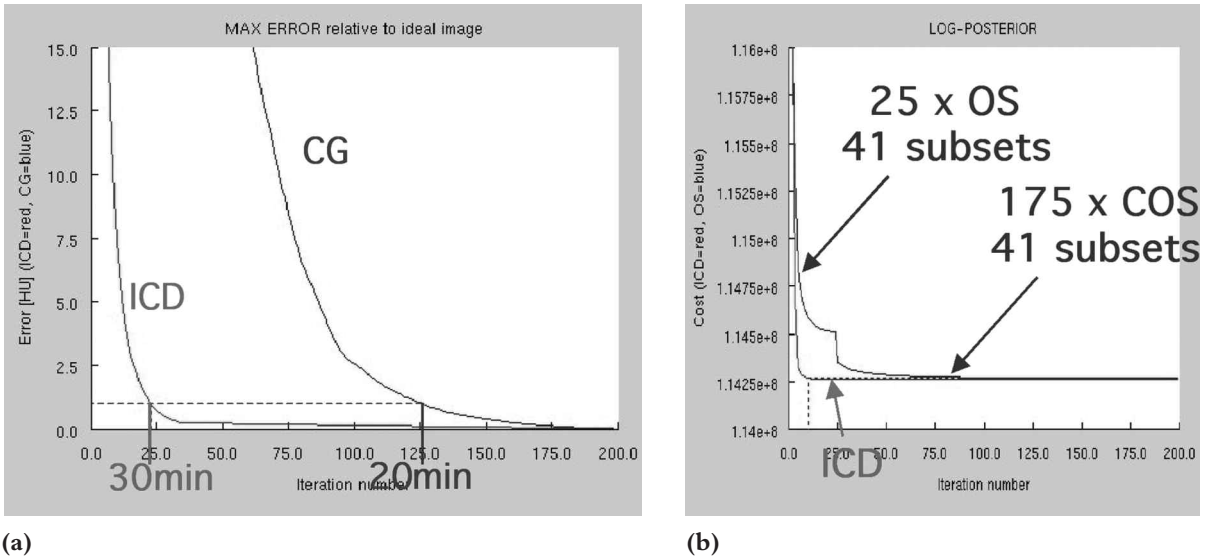 MAX ERROR relative to ideal image
Error [HU] (ICD=red, CG=blue)
15.0
12.5
10.0
7.5
5.0
2.5
0.0
CG
ICD
0.0
25.0
50.0
75.0
100.0
125.0
150.0
175.0
200.0
30min
20min
Iteration number
(a)
LOG-POSTERIOR
Cost (ICD=red, OS=blue)
1.16e+8
1.1575e+8
1.155e+8
1.1525e+8
1.15e+8
1.1475e+8
1.145e+8
1.1425e+8
1.14e+8
25 x OS
41 subsets
175 x COS
41 subsets
ICD
0.0
25.0
50.0
75.0
100.0
125.0
150.0
175.0
200.0
Iteration number
(b)